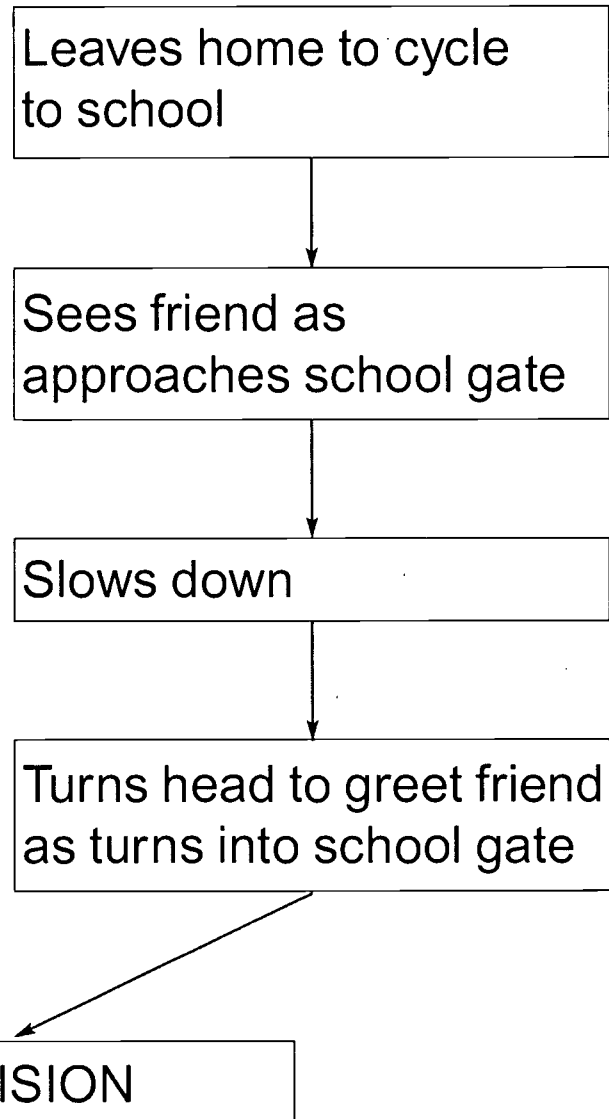 Leaves home to cycle
to school
Sees friend as
approaches school gate
Slows down
Turns head to greet friend
as turns into school gate
ISION